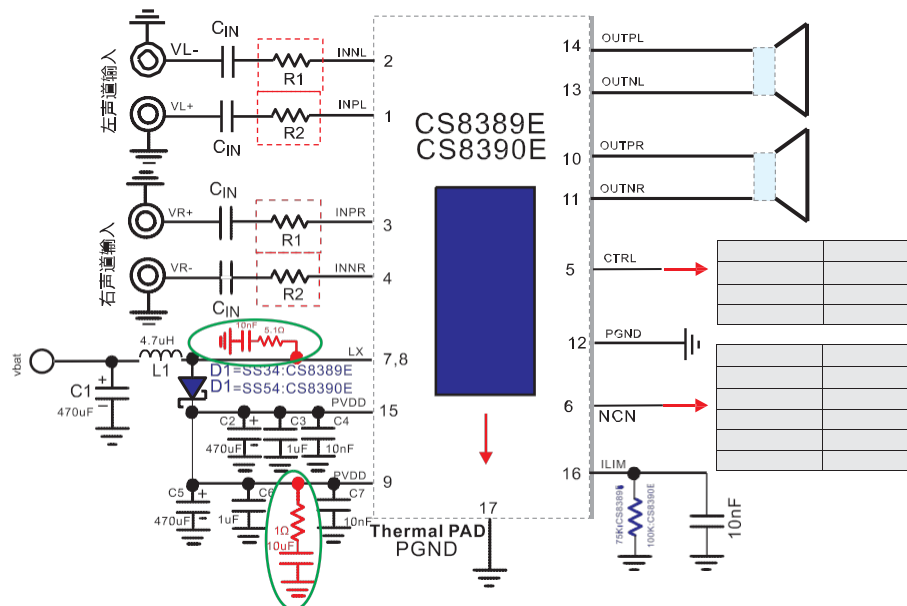 左声道输入
VL-
CIN
R1
INNL
2
VL+
CIN
R2
INPL
1
右声道输入
VR+
CIN
R1
INPR
3
VR-
CIN
R2
INNR
4
CS8389E
CS8390E
14
OUTPL
13
OUTNL
10
OUTPR
11
OUTNR
5
CTRL
12
PGND
6
NCN
16
ILIM
75K:CS8389E
100K:CS8390E
10nF
vbat
4.7uH
L1
10nF
5.1Ω
LX
7,8
D1=SS34:CS8389E
D1=SS54:CS8390E
C1
+
470uF
PVDD
15
C2
+
470uF
C3
1uF
C4
10nF
PVDD
9
C5
+
470uF
C6
1uF
1Ω
10uF
C7
10nF
17
Thermal PAD
PGND